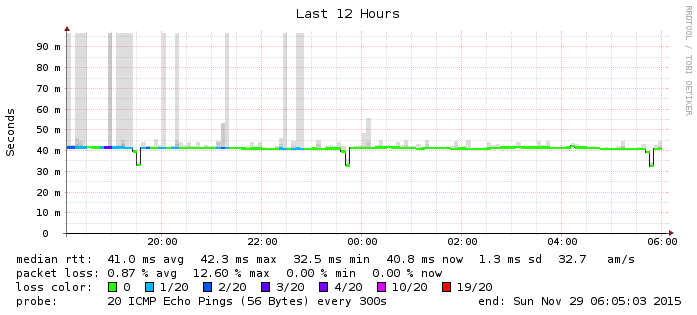 Last 12 Hours
RRDTOOL / TOBI OETIKER
Seconds
90 m
80 m
70 m
60 m
50 m
40 m
30 m
20 m
10 m
0
20:00 22:00 00:00 02:00 04:00 06:00
median rtt: 41.0 ms avg 42.3 ms max 32.5 ms min 40.8 ms now 1.3 ms sd 32.7 am/s
packet loss: 0.87 % avg 12.60 % max 0.00 % min 0.00 % now
loss color: 0 1/20 2/20 3/20 4/20 10/20 19/20
probe: 20 ICMP Echo Pings (56 Bytes) every 300s end: Sun Nov 29 06:05:03 2015